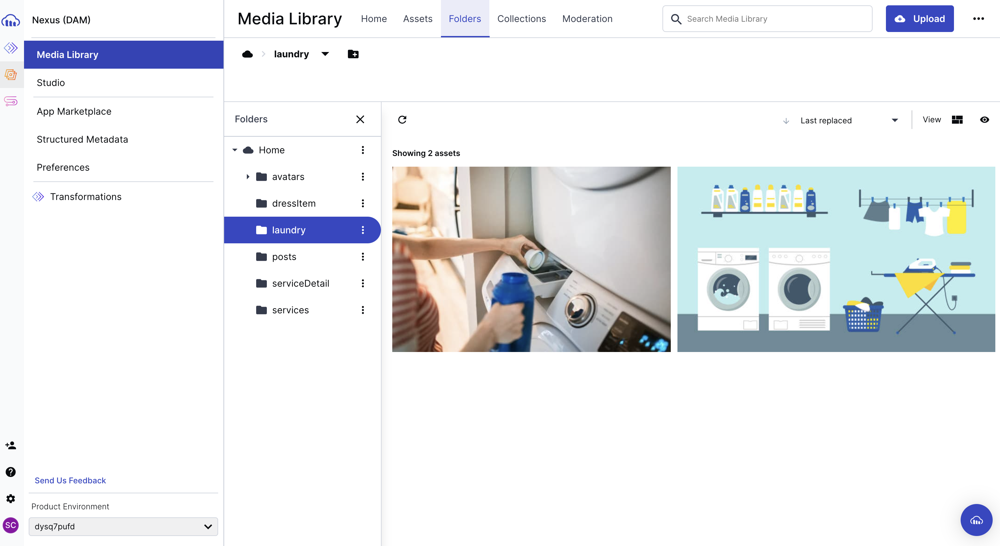 Nexus (DAM)
Media Library
Studio
App Marketplace
Structured Metadata
Preferences
Transformations
Send Us Feedback
Product Environment
dysq7pufd
SC
Media Library
Home
Assets
Folders
Collections
Moderation
Search Media Library
Upload
laundry
Folders
Home
avatars
dressItem
laundry
posts
serviceDetail
services
Last replaced
View
Showing 2 assets